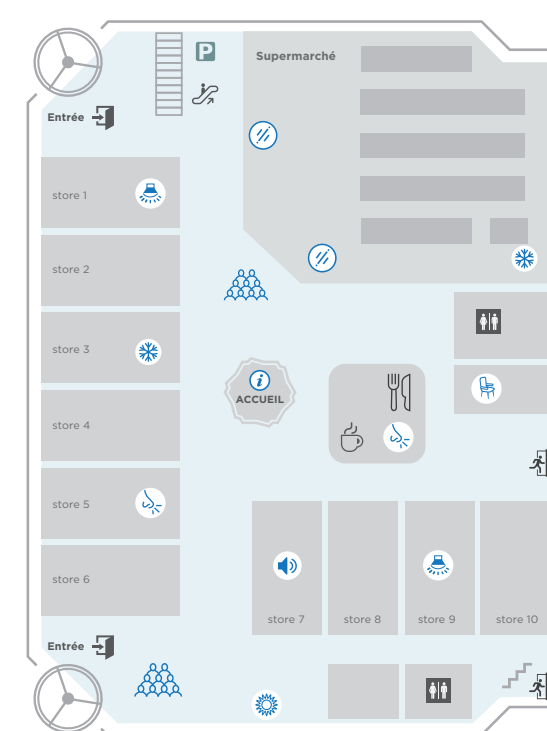 P
Supermarché
Entrée
store 1
store 2
store 3
i
ACCUEIL
store 4
store 5
store 6
store 7
store 8
store 9
store 10
Entrée